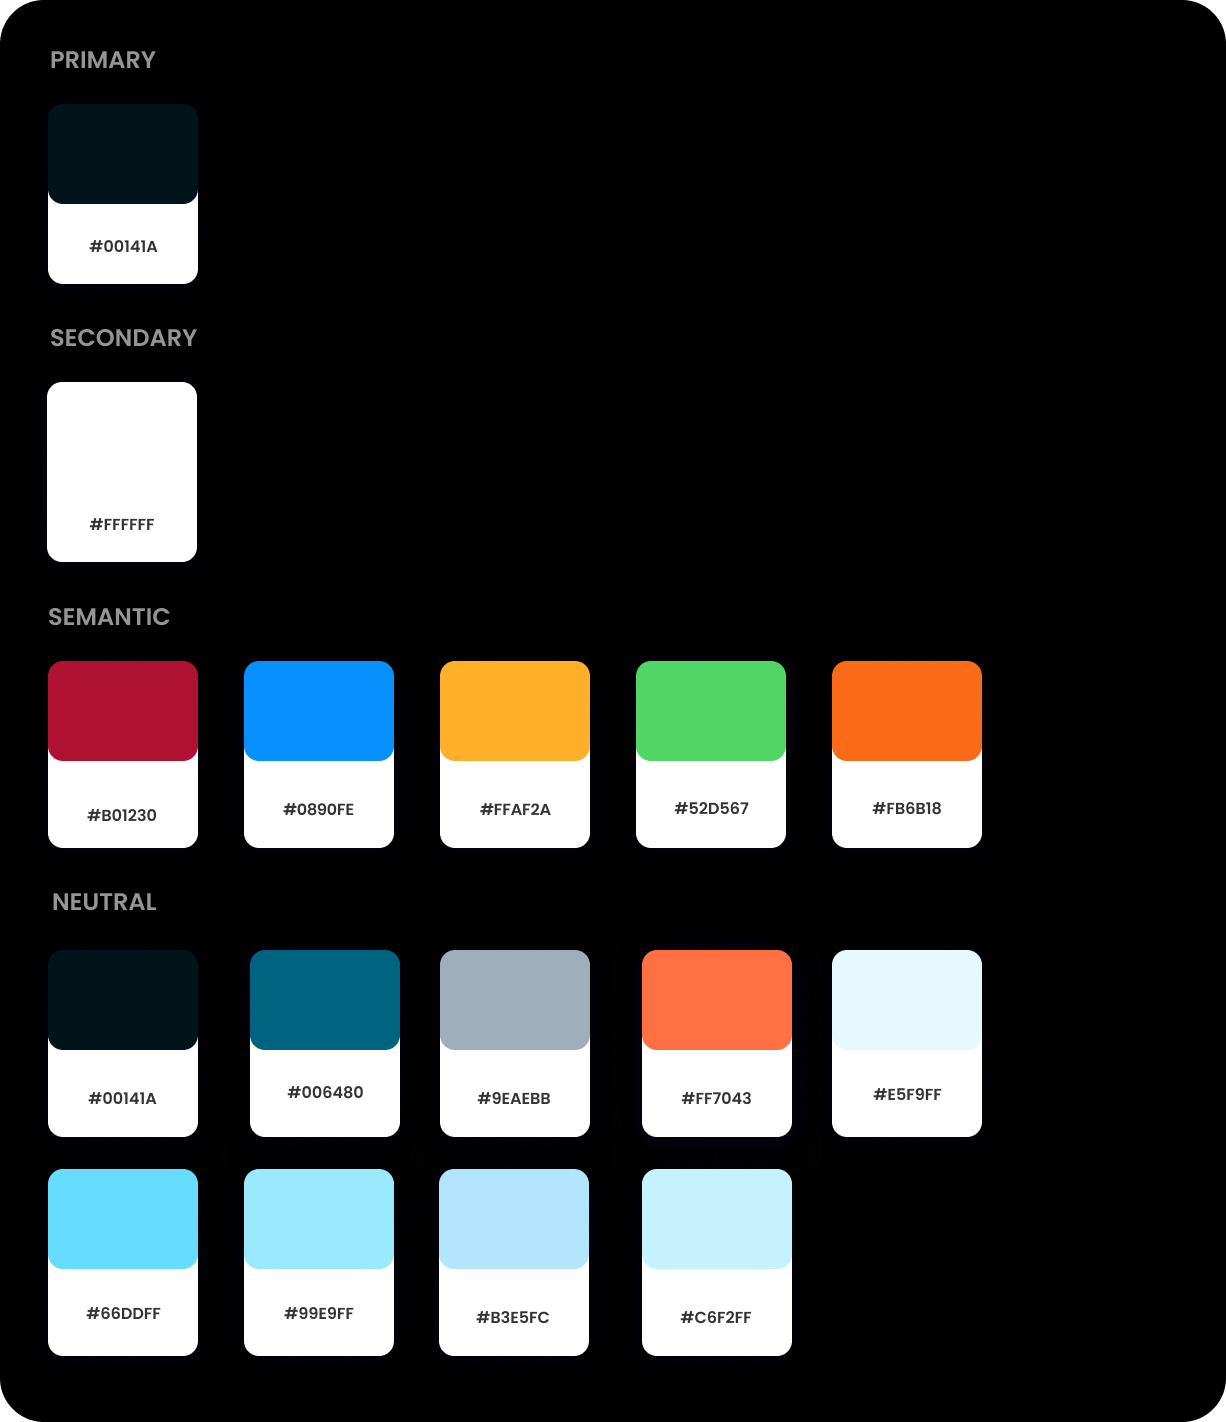 PRIMARY
#00141A
SECONDARY
#FFFFFF
SEMANTIC
#B01230
#0890FE
#FFAF2A
#52D567
#FB6B18
NEUTRAL
#00141A
#006480
#9EAEBB
#FF7043
#E5F9FF
#66DDFF
#99E9FF
#B3E5FC
#C6F2FF